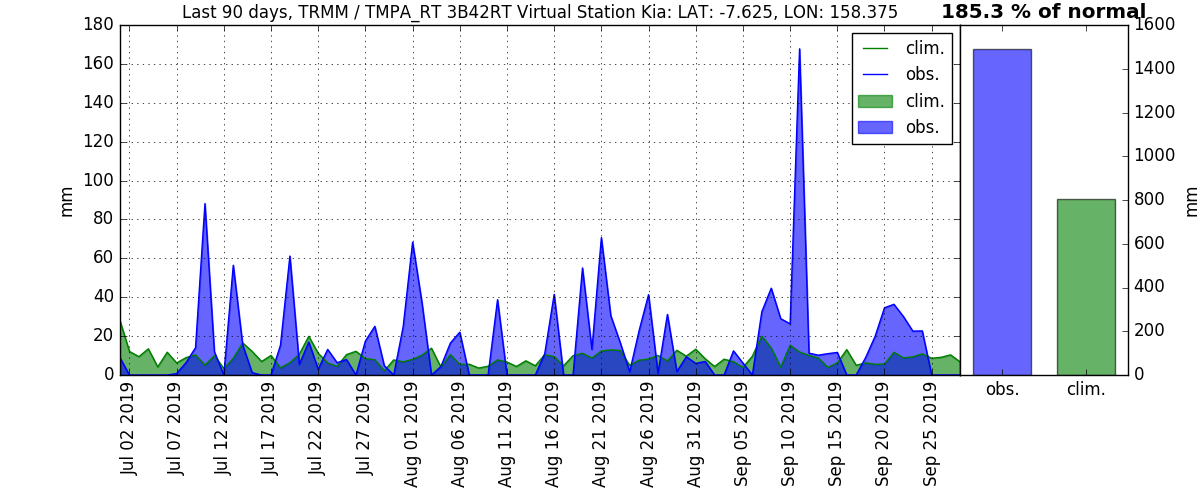 Last 90 days, TRMM / TMPA_RT 3B42RT Virtual Station Kia: LAT: -7.625, LON: 158.375
185.3 % of normal
180
160
140
120
100
80
60
40
20
0
mm
clim.
obs.
clim.
obs.
1600
1400
1200
1000
800
600
400
200
0
mm
Jul 02 2019
Jul 07 2019
Jul 12 2019
Jul 17 2019
Jul 22 2019
Jul 27 2019
Aug 01 2019
Aug 06 2019
Aug 11 2019
Aug 16 2019
Aug 21 2019
Aug 26 2019
Aug 31 2019
Sep 05 2019
Sep 10 2019
Sep 15 2019
Sep 20 2019
Sep 25 2019
obs.
clim.